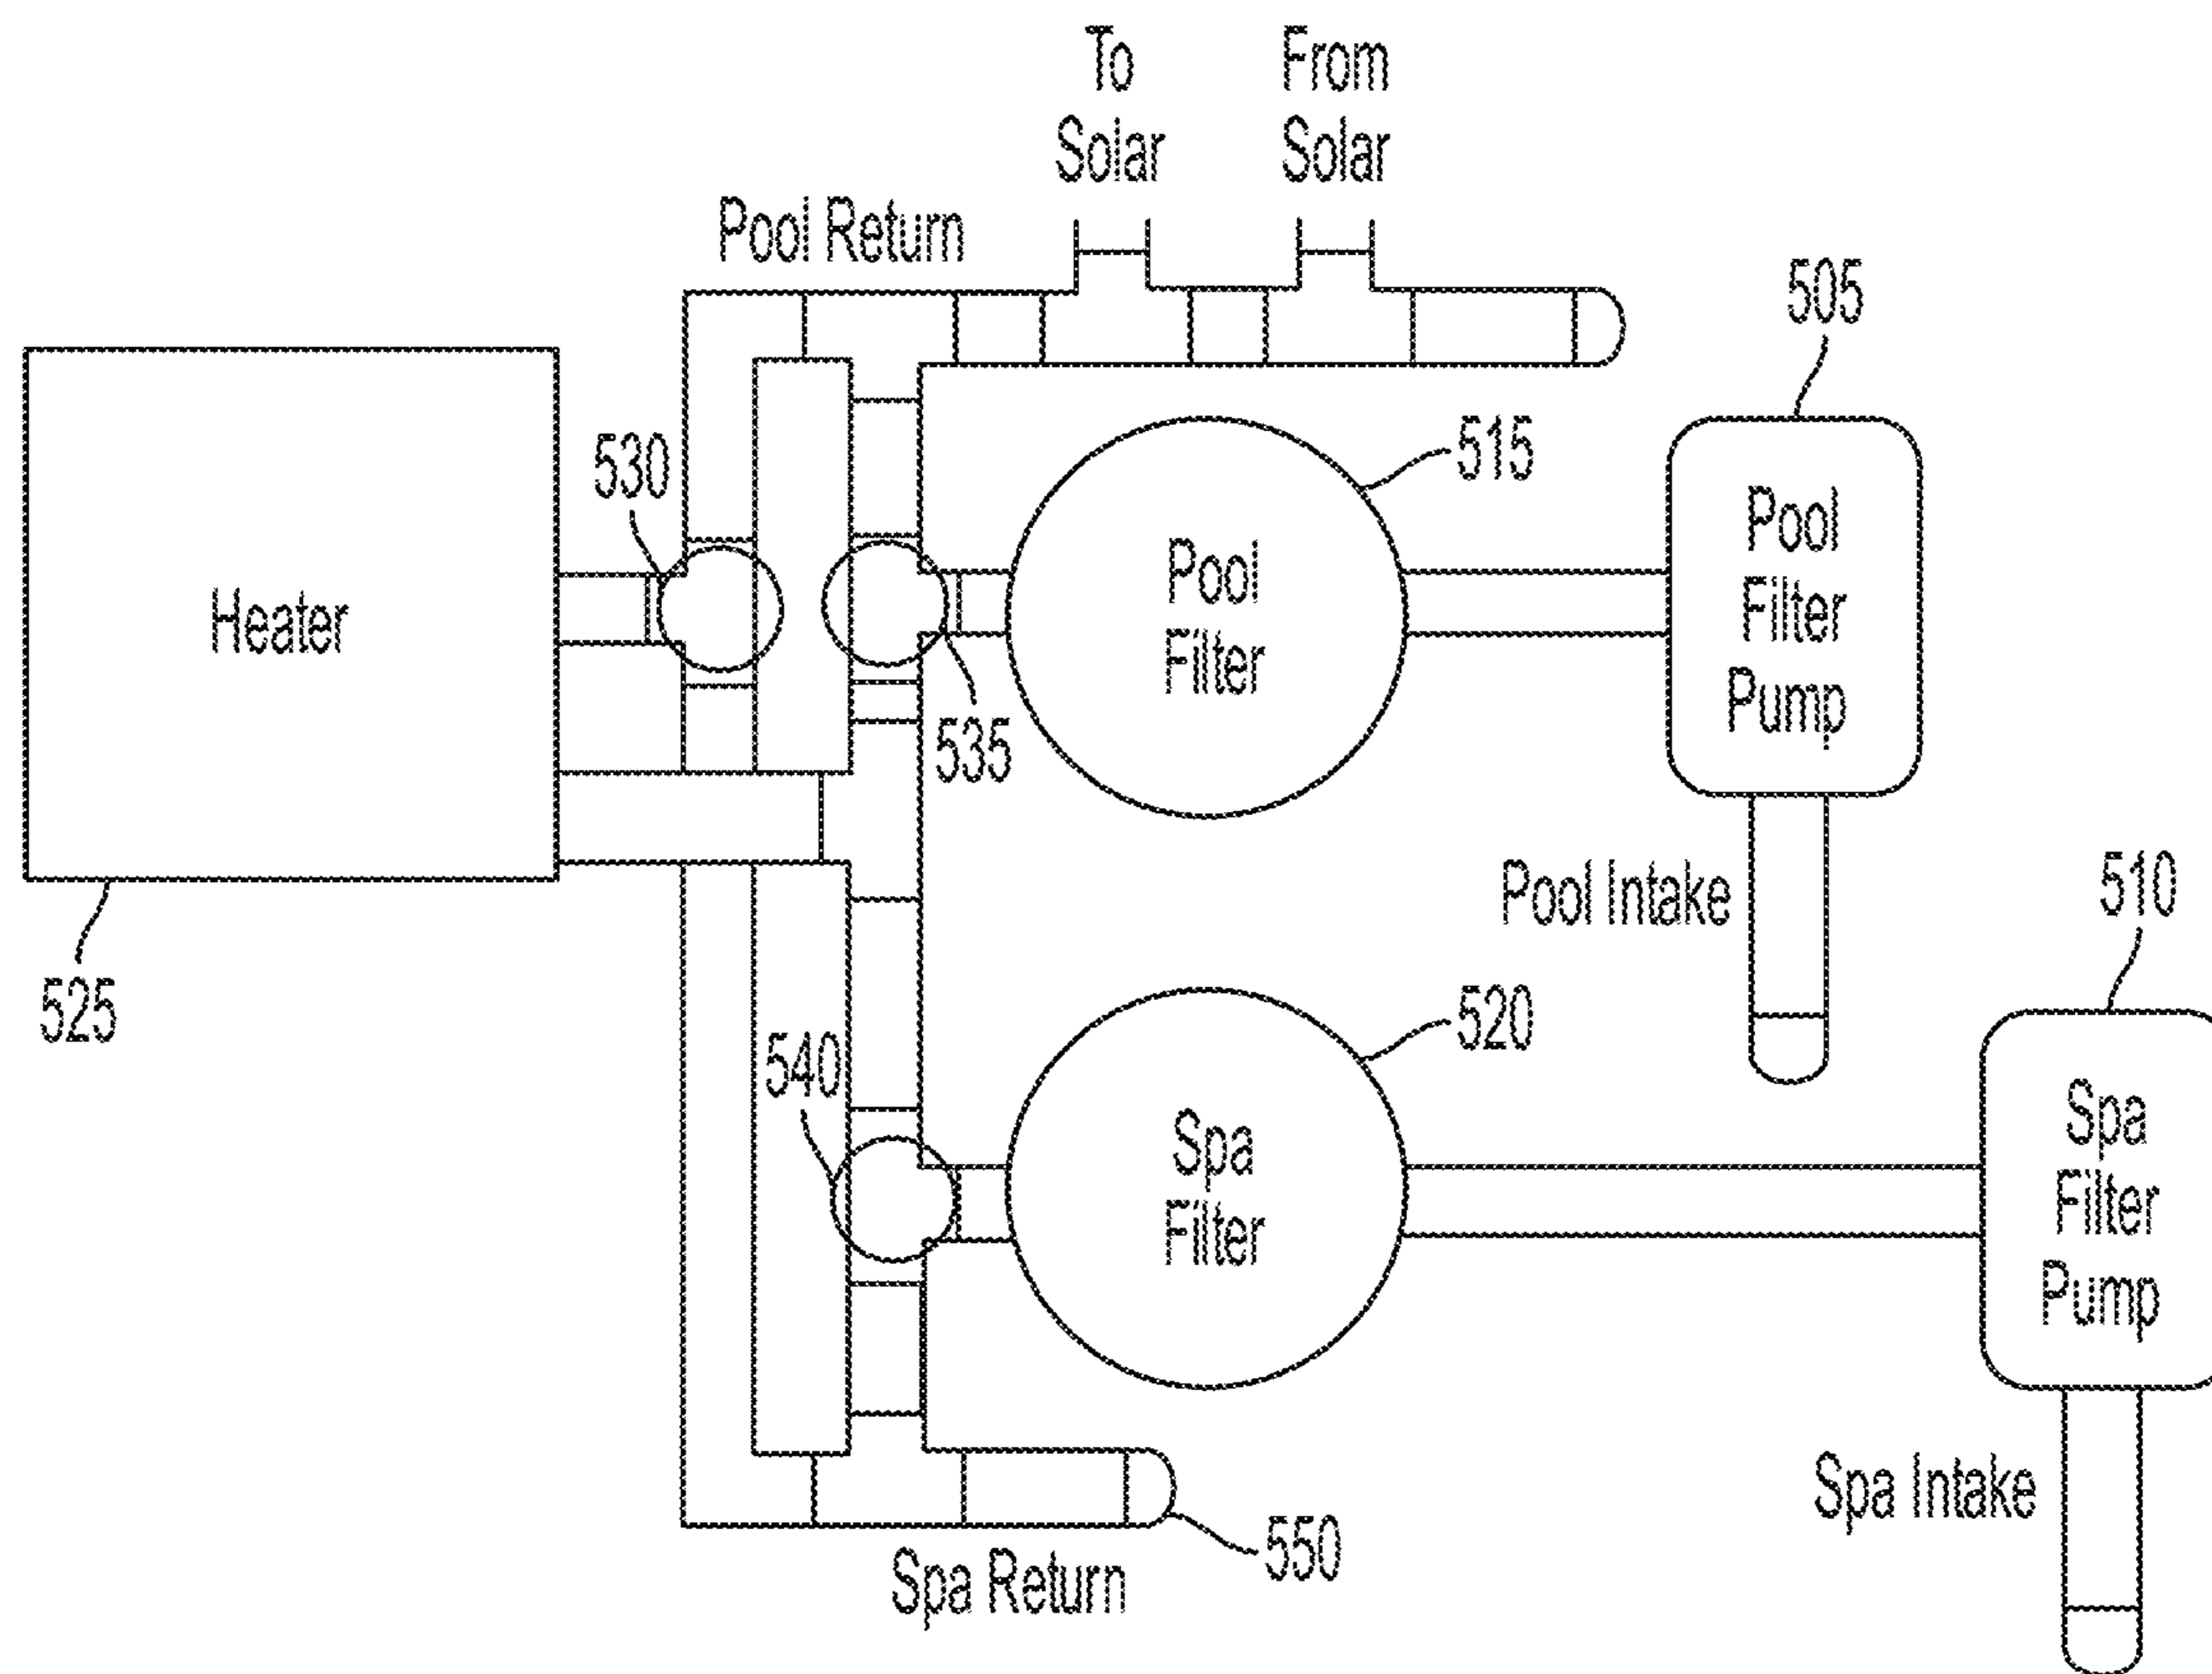 To
Solar
From
Solar
Pool Return
505
530
515
Heater
Pool
Filter
Pool
Filter
Pump
535
525
Pool Intake
510
540
520
Spa
Filter
Spa
Filter
Pump
Spa Intake
550
Spa Return